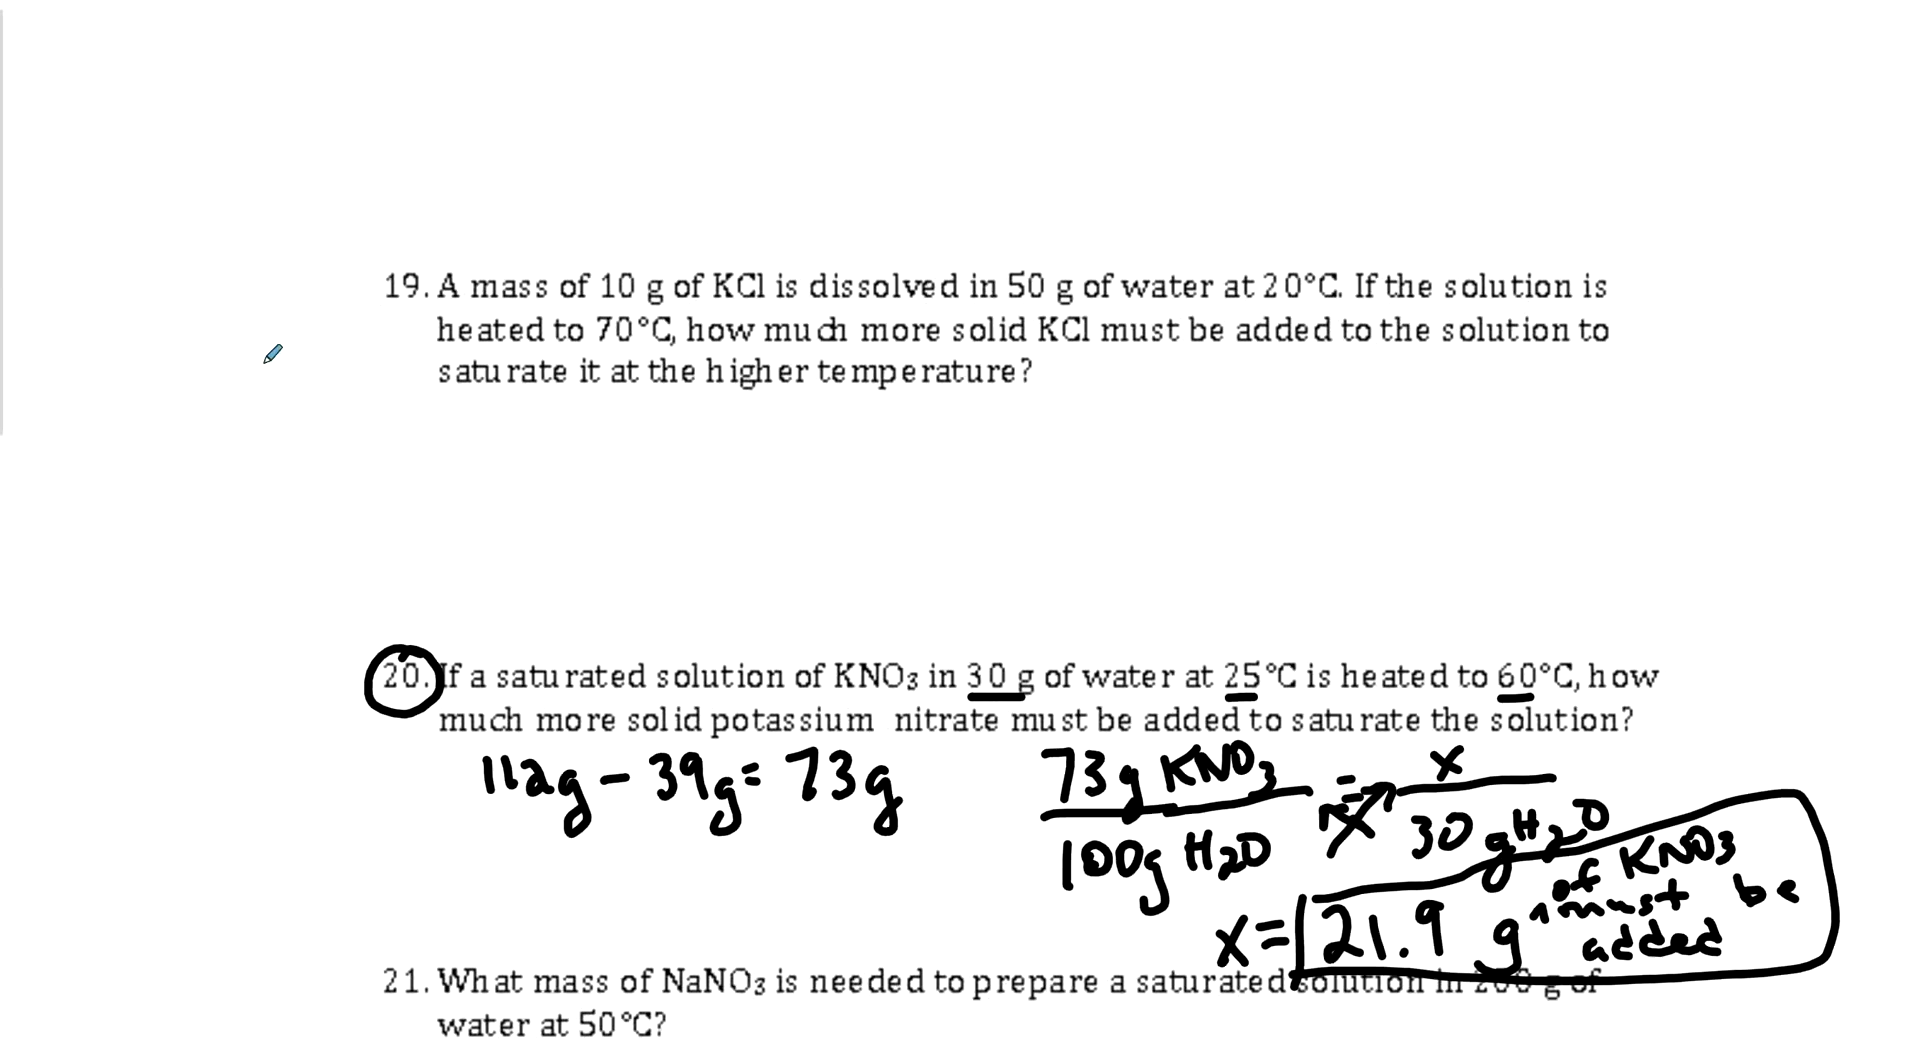 19. A mass of 10 g of KCl is dissolved in 50 g of water at 20°C. If the solution is
heated to 70°C, how much more solid KCl must be added to the solution to
saturate it at the higher temperature?
20. If a saturated solution of KNO₃ in 30 g of water at 25°C is heated to 60°C, how
much more solid potassium nitrate must be added to saturate the solution?
112g - 39g = 73g
73g KNO₃ = x
100g H₂O 30 g H₂O
x = 21.9 g of KNO₃
must be
added
21. What mass of NaNO₃ is needed to prepare a saturated solution in 200 g of
water at 50°C?